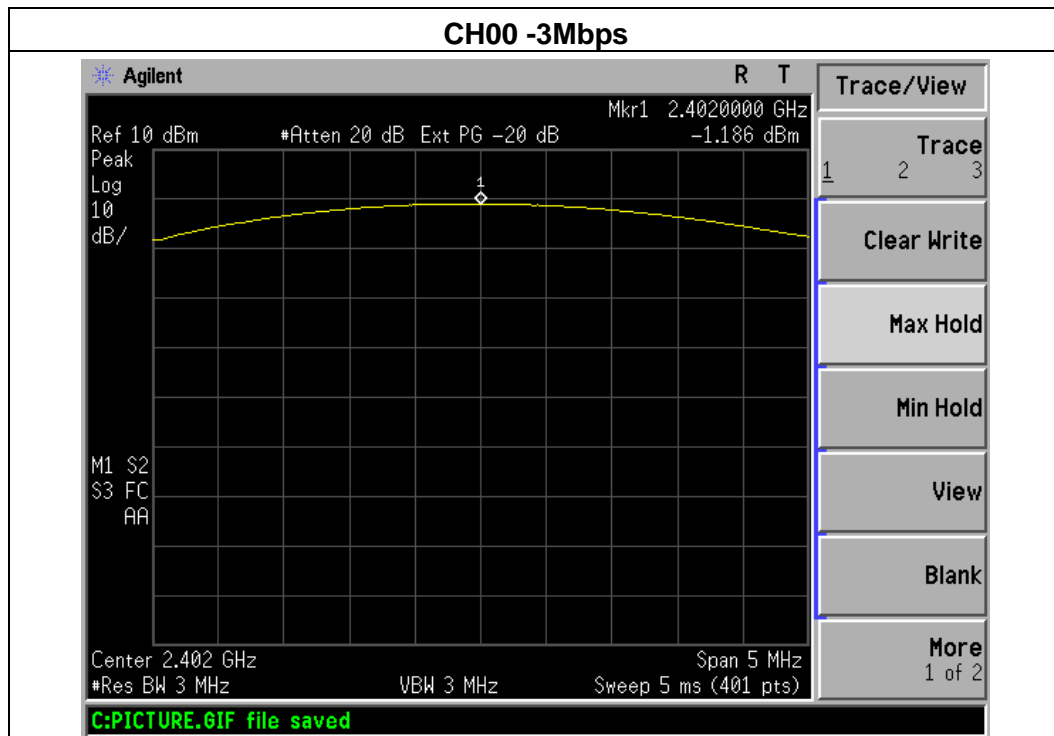 CH00 -3Mbps
Agilent R T
Mkr1 2.4020000 GHz
Ref 10 dBm #Atten 20 dB Ext PG -20 dB -1.186 dBm
Peak
Log
10
dB/
1
M1 S2
S3 FC
AA
Center 2.402 GHz Span 5 MHz
#Res BW 3 MHz VBW 3 MHz Sweep 5 ms (401 pts)
C:PICTURE.GIF file saved
Trace/View
Trace
1 2 3
Clear Write
Max Hold
Min Hold
View
Blank
More
1 of 2